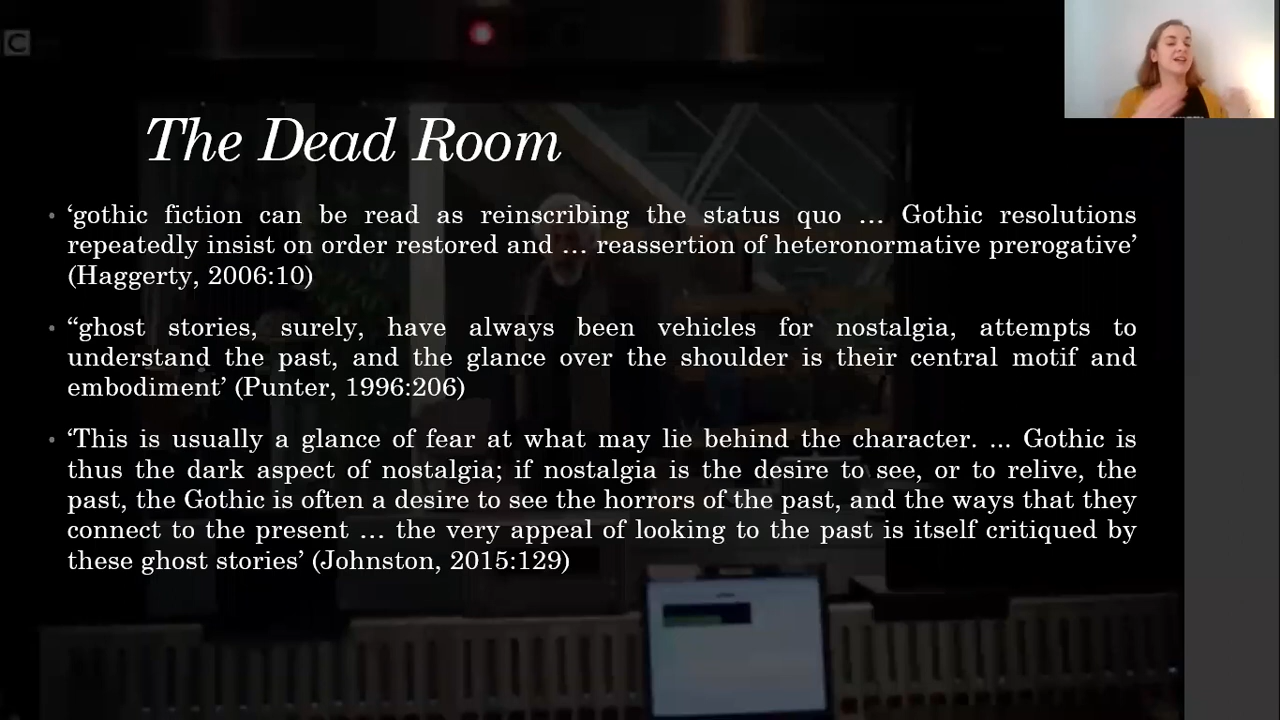 C
The Dead Room
• ‘gothic fiction can be read as reinscribing the status quo … Gothic resolutions
repeatedly insist on order restored and … reassertion of heteronormative prerogative’
(Haggerty, 2006:10)
• “ghost stories, surely, have always been vehicles for nostalgia, attempts to
understand the past, and the glance over the shoulder is their central motif and
embodiment’ (Punter, 1996:206)
• ‘This is usually a glance of fear at what may lie behind the character. ... Gothic is
thus the dark aspect of nostalgia; if nostalgia is the desire to see, or to relive, the
past, the Gothic is often a desire to see the horrors of the past, and the ways that they
connect to the present … the very appeal of looking to the past is itself critiqued by
these ghost stories’ (Johnston, 2015:129)